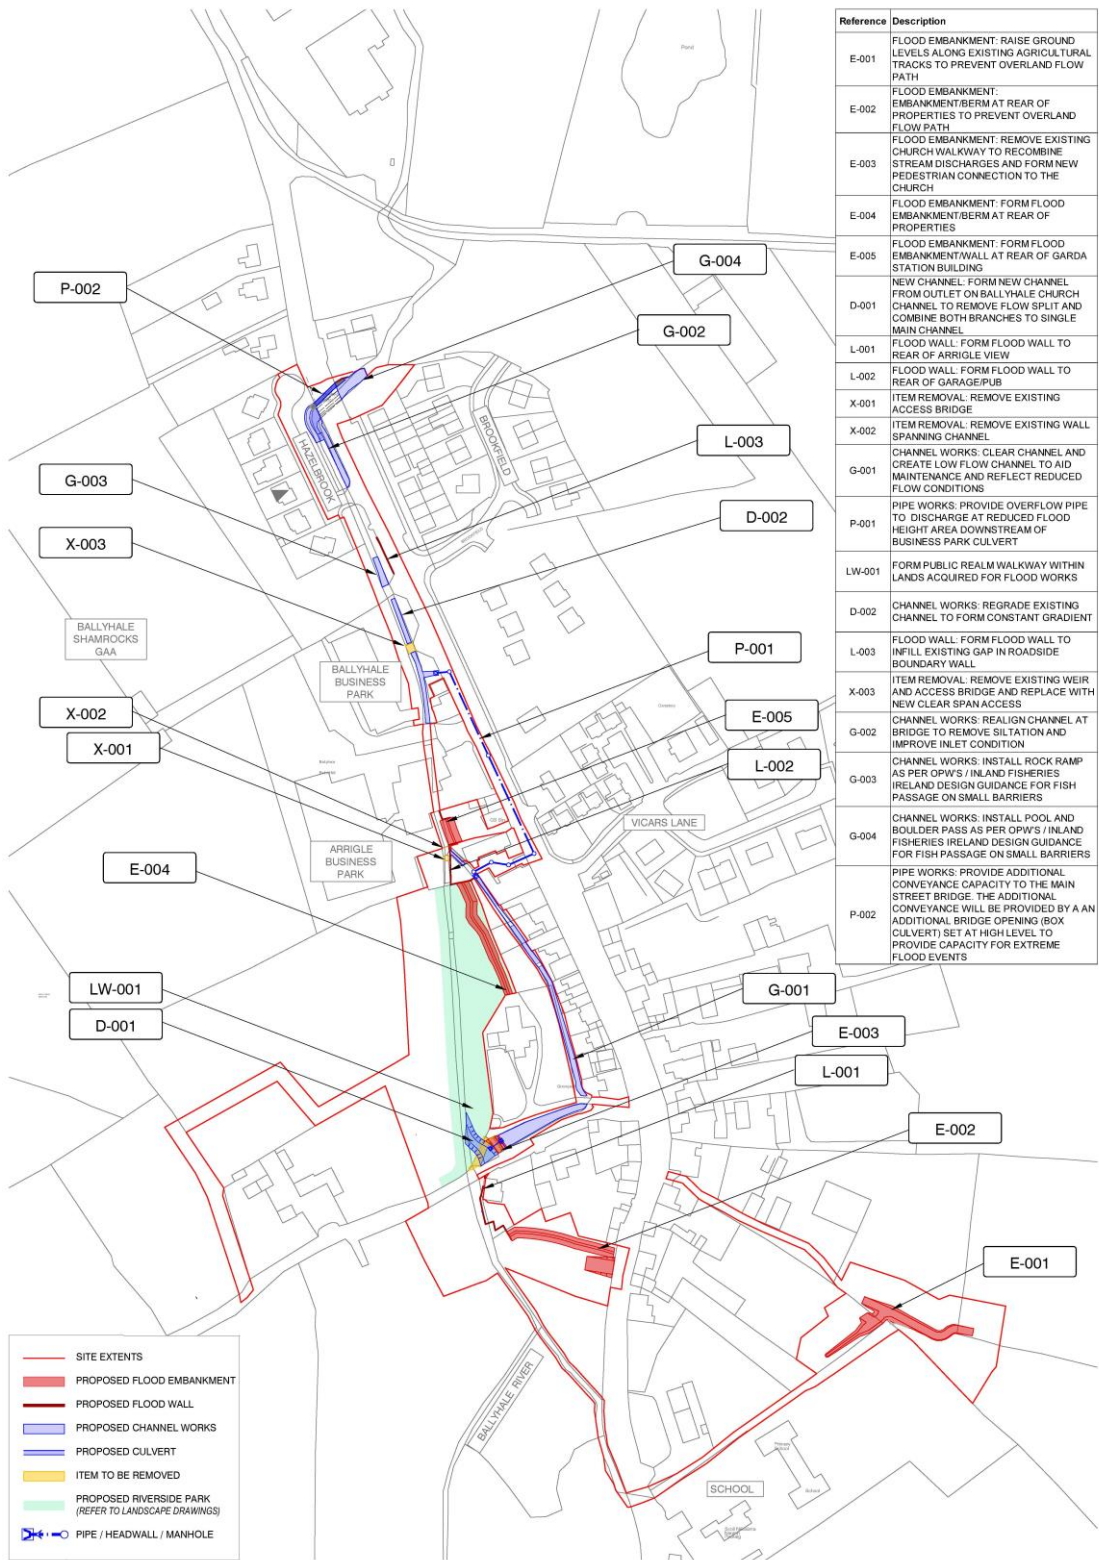 Reference Description
E-001
FLOOD EMBANKMENT: RAISE GROUND
LEVELS ALONG EXISTING AGRICULTURAL
TRACKS TO PREVENT OVERLAND FLOW
PATH
E-002
FLOOD EMBANKMENT:
EMBANKMENT/BERM AT REAR OF
PROPERTIES TO PREVENT OVERLAND
FLOW PATH
E-003
FLOOD EMBANKMENT: REMOVE EXISTING
CHURCH WALKWAY TO RECOMBINE
STREAM DISCHARGES AND FORM NEW
PEDESTRIAN CONNECTION TO THE
CHURCH
E-004
FLOOD EMBANKMENT: FORM FLOOD
EMBANKMENT/BERM AT REAR OF
PROPERTIES
E-005
FLOOD EMBANKMENT: FORM FLOOD
EMBANKMENT/WALL AT REAR OF GARDA
STATION BUILDING
D-001
NEW CHANNEL: FORM NEW CHANNEL
FROM OUTLET ON BALLYHALE CHURCH
CHANNEL TO REMOVE FLOW SPLIT AND
COMBINE BOTH BRANCHES TO SINGLE
MAIN CHANNEL
L-001
FLOOD WALL: FORM FLOOD WALL TO
REAR OF ARRIGLE VIEW
L-002
FLOOD WALL: FORM FLOOD WALL TO
REAR OF GARAGE/PUB
X-001
ITEM REMOVAL: REMOVE EXISTING
ACCESS BRIDGE
X-002
ITEM REMOVAL: REMOVE EXISTING WALL
SPANNING CHANNEL
G-001
CHANNEL WORKS: CLEAR CHANNEL AND
CREATE LOW FLOW CHANNEL TO AID
MAINTENANCE AND REFLECT REDUCED
FLOW CONDITIONS
P-001
PIPE WORKS: PROVIDE OVERFLOW PIPE
TO DISCHARGE AT REDUCED FLOOD
HEIGHT AREA DOWNSTREAM OF
BUSINESS PARK CULVERT
LW-001
FORM PUBLIC REALM WALKWAY WITHIN
LANDS ACQUIRED FOR FLOOD WORKS
D-002
CHANNEL WORKS: REGRADE EXISTING
CHANNEL TO FORM CONSTANT GRADIENT
L-003
FLOOD WALL: FORM FLOOD WALL TO
INFILL EXISTING GAP IN ROADSIDE
BOUNDARY WALL
X-003
ITEM REMOVAL: REMOVE EXISTING WEIR
AND ACCESS BRIDGE AND REPLACE WITH
NEW CLEAR SPAN ACCESS
G-002
CHANNEL WORKS: REALIGN CHANNEL AT
BRIDGE TO REMOVE SILTATION AND
IMPROVE INLET CONDITION
G-003
CHANNEL WORKS: INSTALL ROCK RAMP
AS PER OPW'S / INLAND FISHERIES
IRELAND DESIGN GUIDANCE FOR FISH
PASSAGE ON SMALL BARRIERS
G-004
CHANNEL WORKS: INSTALL POOL AND
BOULDER PASS AS PER OPW'S / INLAND
FISHERIES IRELAND DESIGN GUIDANCE
FOR FISH PASSAGE ON SMALL BARRIERS
P-002
PIPE WORKS: PROVIDE ADDITIONAL
CONVEYANCE CAPACITY TO THE MAIN
STREET BRIDGE. THE ADDITIONAL
CONVEYANCE WILL BE PROVIDED BY A AN
ADDITIONAL BRIDGE OPENING (BOX
CULVERT) SET AT HIGH LEVEL TO
PROVIDE CAPACITY FOR EXTREME
FLOOD EVENTS
Pond
G-004
P-002
G-002
BROOKFIELD
L-003
HAZELBROOK
G-003
D-002
X-003
BALLYHALE
SHAMROCKS
GAA
P-001
BALLYHALE
BUSINESS
PARK
X-002
E-005
X-001
L-002
VICARS LANE
ARRIGLE
BUSINESS
PARK
E-004
LW-001
G-001
D-001
E-003
L-001
E-002
E-001
BALLYHALE RIVER
SCHOOL
School
SITE EXTENTS
PROPOSED FLOOD EMBANKMENT
PROPOSED FLOOD WALL
PROPOSED CHANNEL WORKS
PROPOSED CULVERT
ITEM TO BE REMOVED
PROPOSED RIVERSIDE PARK
(REFER TO LANDSCAPE DRAWINGS)
PIPE / HEADWALL / MANHOLE